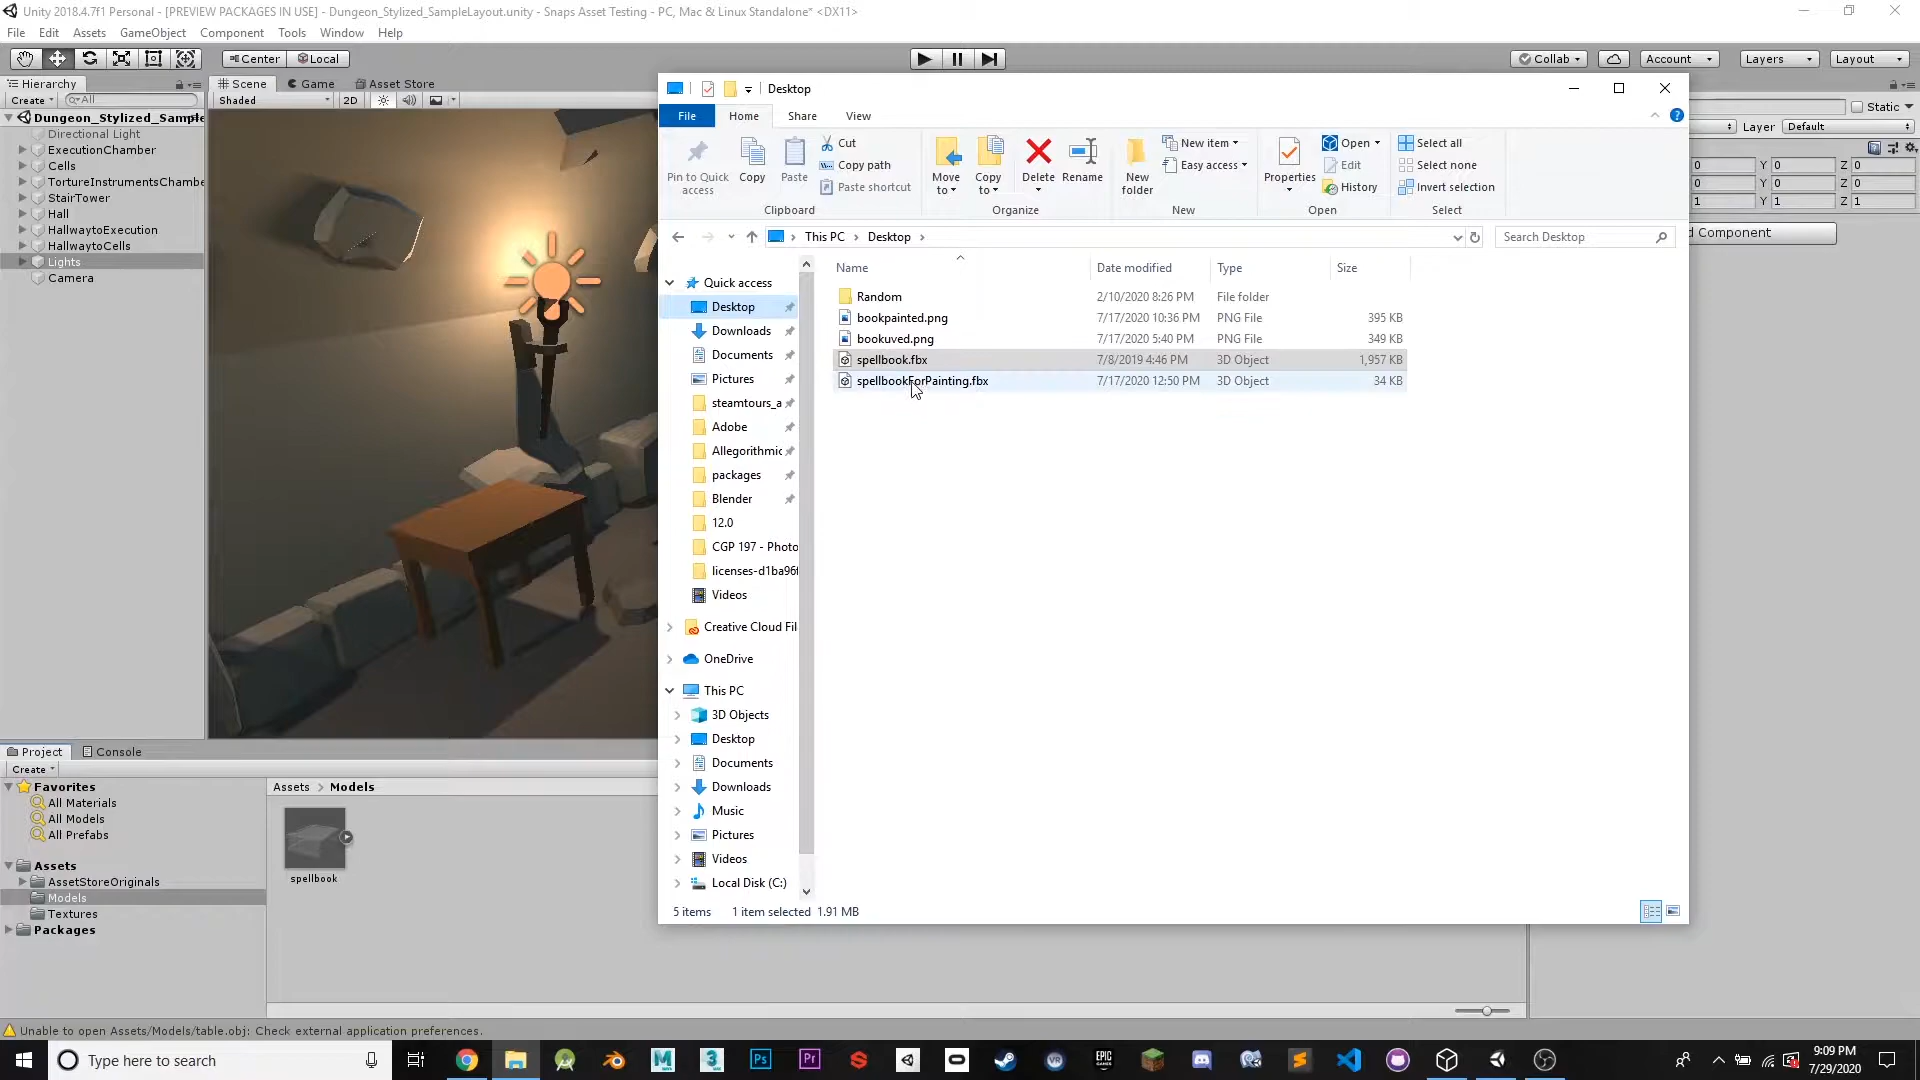 Unity 2018.4.7f1 Personal - [PREVIEW PACKAGES IN USE] - Dungeon_Stylized_SampleLayout.unity - Snaps Asset Testing - PC, Mac & Linux Standalone* <DX11>
File Edit Assets GameObject Component Tools Window Help
Center Local Collab Account Layers Layout
Hierarchy Scene Game Asset Store
Create All Shaded 2D
Dungeon_Stylized_Sample
Directional Light
ExecutionChamber
Cells
TortureInstrumentsChambe
StairTower
Hall
HallwaytoExecution
HallwaytoCells
Lights
Camera
Desktop
File Home Share View
Pin to Quick access
Copy
Paste
Cut
Copy path
Paste shortcut
Clipboard
Move to
Copy to
Delete
Rename
Organize
New folder
New item
Easy access
New
Properties
Open
Edit
History
Open
Select all
Select none
Invert selection
Select
This PC > Desktop >
Search Desktop
Name Date modified Type Size
Random 2/10/2020 8:26 PM File folder
bookpainted.png 7/17/2020 10:36 PM PNG File 395 KB
bookuved.png 7/17/2020 5:40 PM PNG File 349 KB
spellbook.fbx 7/8/2019 4:46 PM 3D Object 1,957 KB
spellbookForPainting.fbx 7/17/2020 12:50 PM 3D Object 34 KB
Quick access
Desktop
Downloads
Documents
Pictures
steamtours_a
Adobe
Allegorithmic
packages
Blender
12.0
CGP 197 - Photo
licenses-d1ba96f
Videos
Creative Cloud Fil
OneDrive
This PC
3D Objects
Desktop
Documents
Downloads
Music
Pictures
Videos
Local Disk (C:)
5 items 1 item selected 1.91 MB
Static
Layer Default
0 Y 0 Z 0
0 Y 0 Z 0
1 Y 1 Z 1
d Component
Project Console
Create
Favorites
All Materials
All Models
All Prefabs
Assets
AssetStoreOriginals
Models
Textures
Packages
Assets > Models
spellbook
Unable to open Assets/Models/table.obj: Check external application preferences.
Type here to search
9:09 PM
7/29/2020